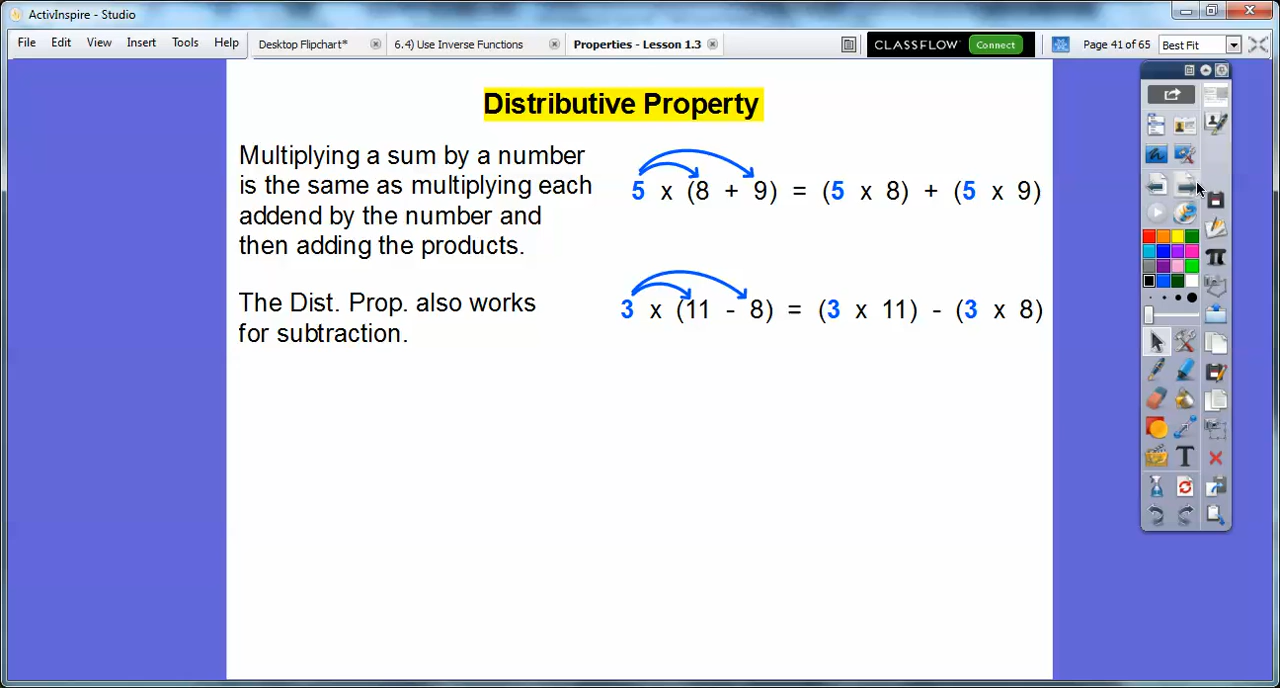 ActivInspire - Studio
File Edit View Insert Tools Help Desktop Flipchart* 6.4) Use Inverse Functions Properties - Lesson 1.3 CLASSFLOW Connect Page 41 of 65 Best Fit
Distributive Property
Multiplying a sum by a number
is the same as multiplying each
addend by the number and
then adding the products.
5 x (8 + 9) = (5 x 8) + (5 x 9)
The Dist. Prop. also works
for subtraction.
3 x (11 - 8) = (3 x 11) - (3 x 8)